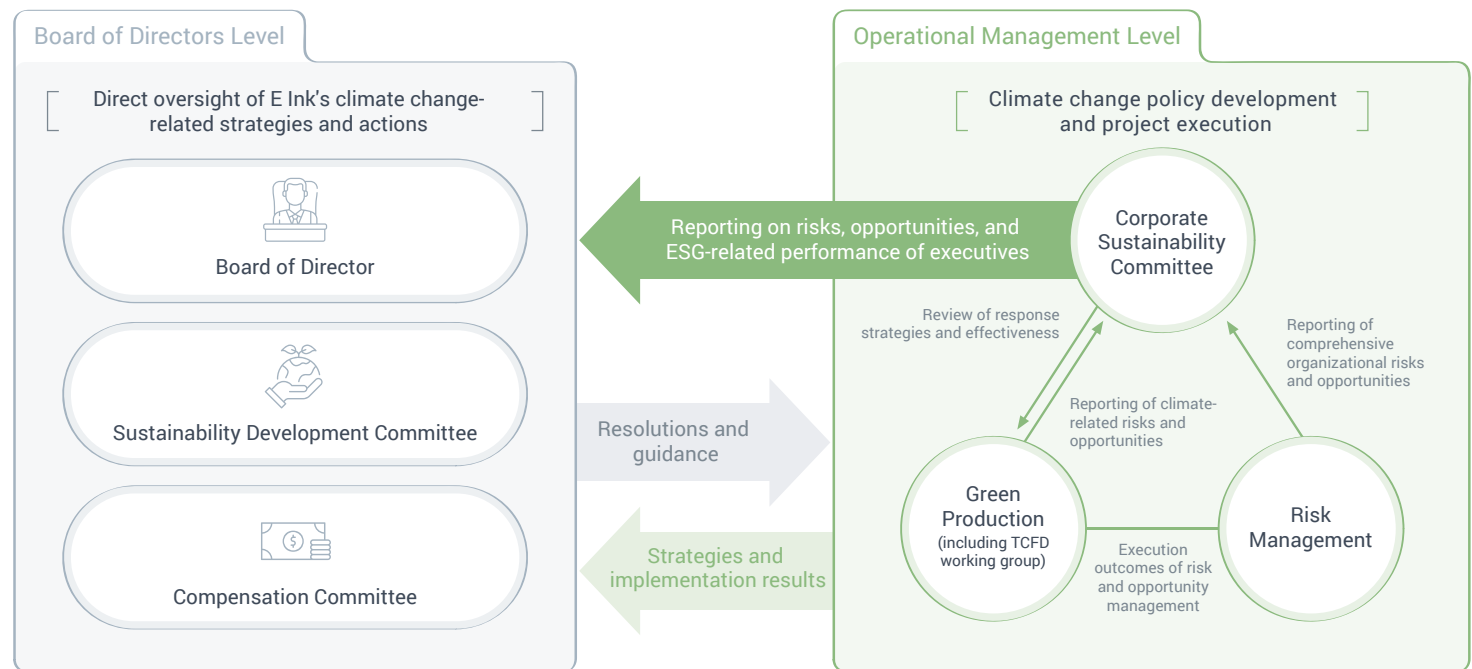 Board of Directors Level
Direct oversight of E Ink's climate change-
related strategies and actions
Board of Director
Sustainability Development Committee
Compensation Committee
Reporting on risks, opportunities, and
ESG-related performance of executives
Resolutions and
guidance
Strategies and
implementation results
Operational Management Level
Climate change policy development
and project execution
Corporate
Sustainability
Committee
Review of response
strategies and effectiveness
Reporting of climate-
related risks and
opportunities
Reporting of
comprehensive
organizational risks
and opportunities
Green
Production
(including TCFD
working group)
Execution
outcomes of risk
and opportunity
management
Risk
Management